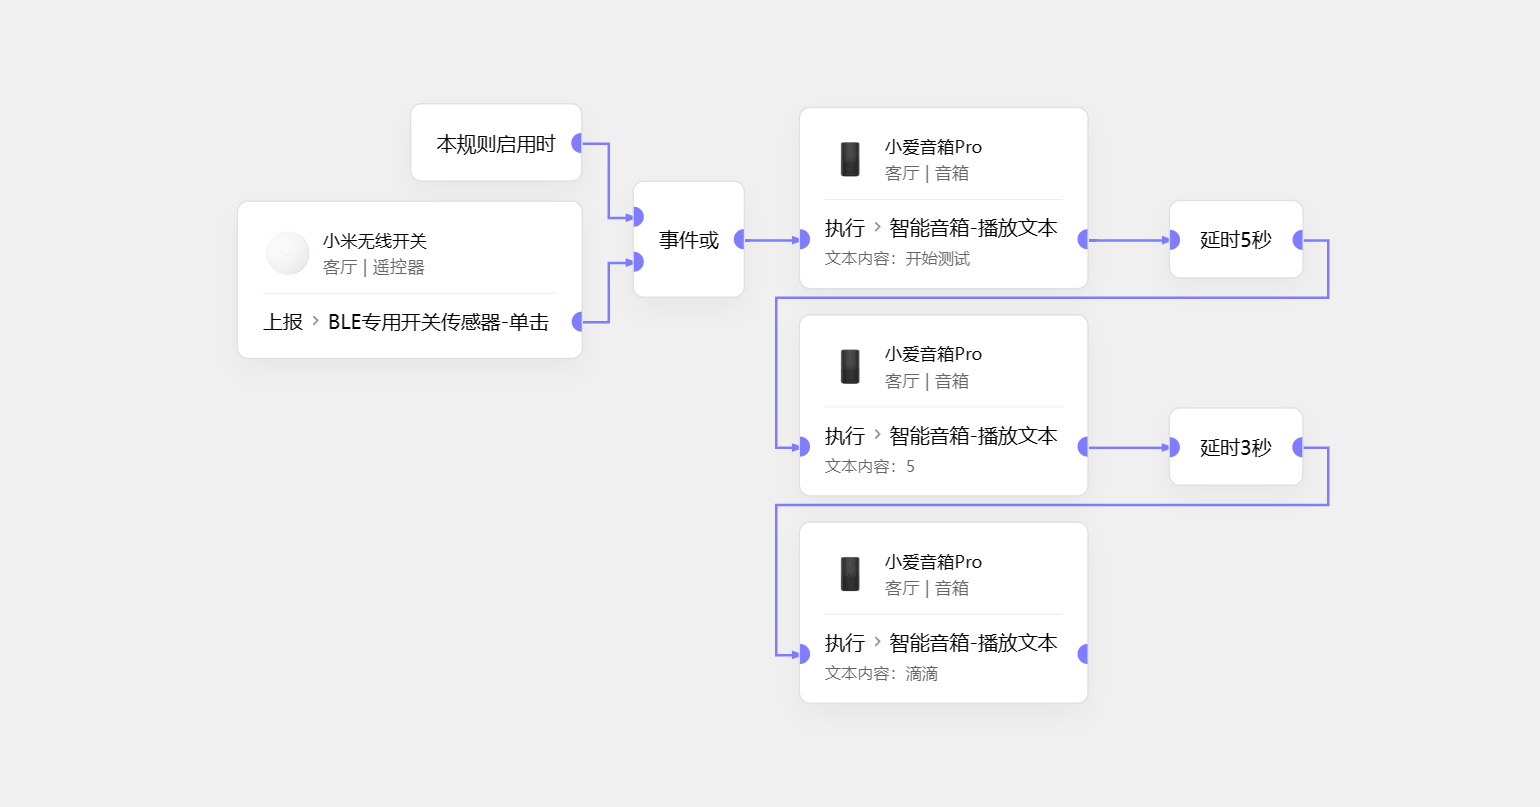 本规则启用时
小米无线开关
客厅 | 遥控器
上报 › BLE专用开关传感器-单击
事件或
小爱音箱Pro
客厅 | 音箱
执行 › 智能音箱-播放文本
文本内容：开始测试
延时5秒
小爱音箱Pro
客厅 | 音箱
执行 › 智能音箱-播放文本
文本内容：5
延时3秒
小爱音箱Pro
客厅 | 音箱
执行 › 智能音箱-播放文本
文本内容：滴滴